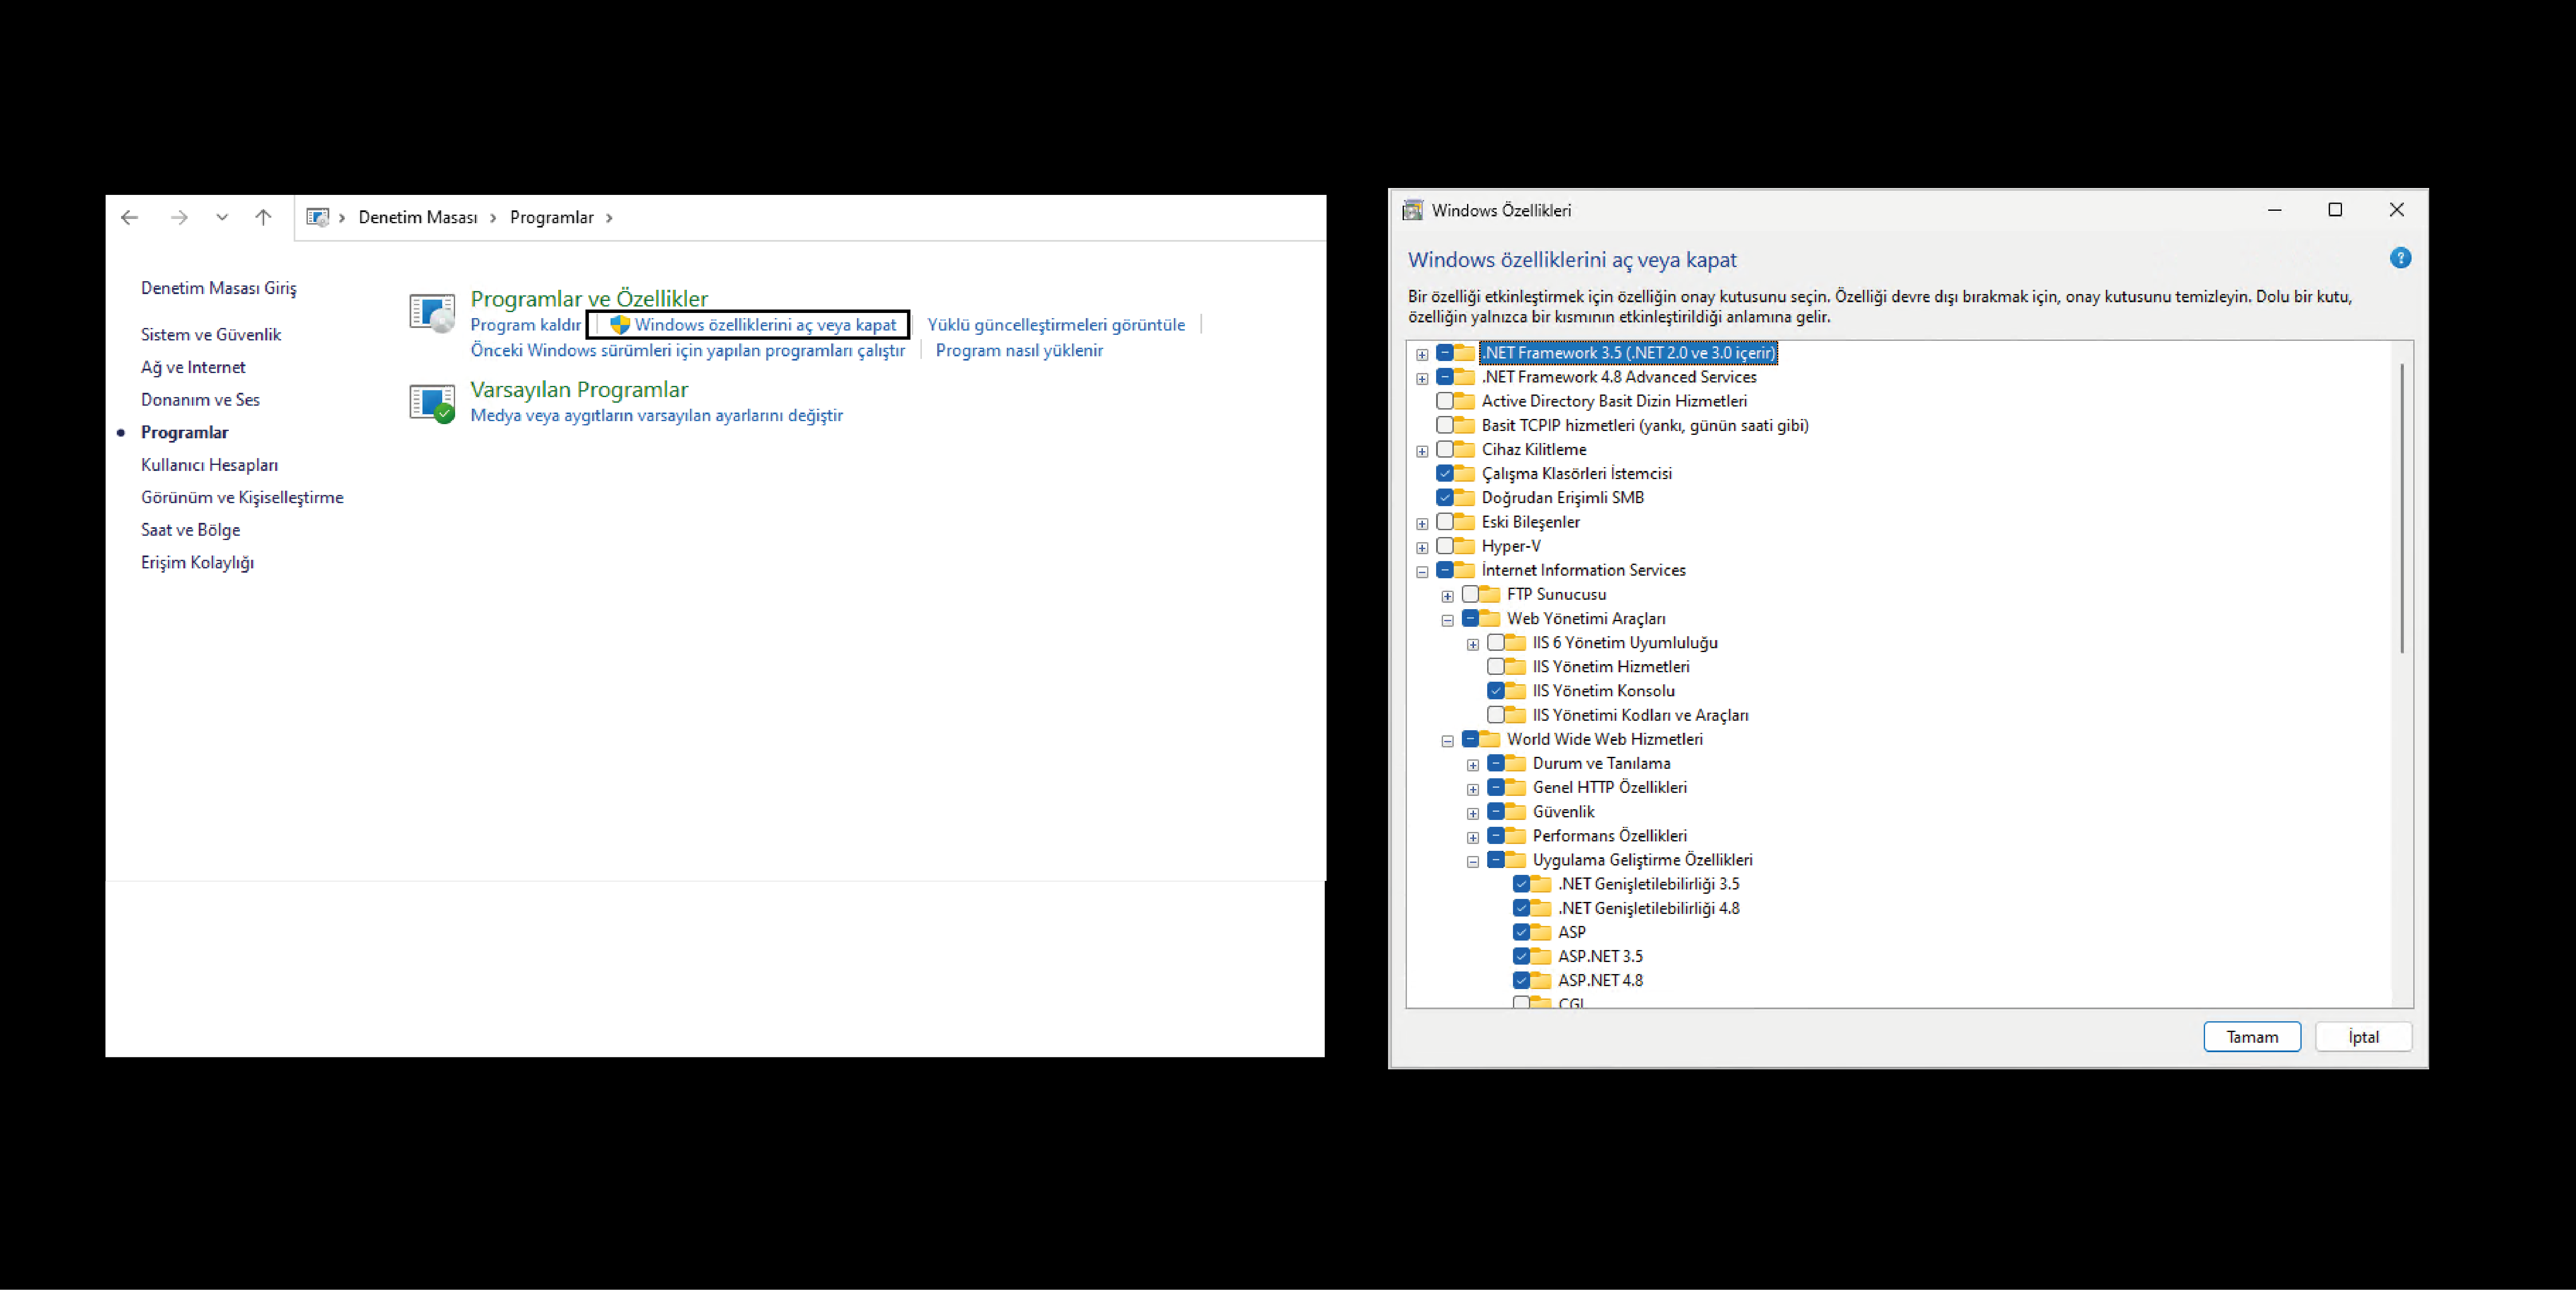 Denetim Masası > Programlar >
Denetim Masası Giriş
Sistem ve Güvenlik
Ağ ve Internet
Donanım ve Ses
Programlar
Kullanıcı Hesapları
Görünüm ve Kişiselleştirme
Saat ve Bölge
Erişim Kolaylığı
Programlar ve Özellikler
Program kaldır | Windows özelliklerini aç veya kapat | Yüklü güncelleştirmeleri görüntüle |
Önceki Windows sürümleri için yapılan programları çalıştır | Program nasıl yüklenir
Varsayılan Programlar
Medya veya aygıtların varsayılan ayarlarını değiştir
Windows Özellikleri
Windows özelliklerini aç veya kapat
Bir özelliği etkinleştirmek için özelliğin onay kutusunu seçin. Özelliği devre dışı bırakmak için, onay kutusunu temizleyin. Dolu bir kutu,
özelliğin yalnızca bir kısmının etkinleştirildiği anlamına gelir.
.NET Framework 3.5 (.NET 2.0 ve 3.0 içerir)
.NET Framework 4.8 Advanced Services
Active Directory Basit Dizin Hizmetleri
Basit TCPIP hizmetleri (yankı, günün saati gibi)
Cihaz Kilitleme
Çalışma Klasörleri İstemcisi
Doğrudan Erişimli SMB
Eski Bileşenler
Hyper-V
İnternet Information Services
FTP Sunucusu
Web Yönetimi Araçları
IIS 6 Yönetim Uyumluluğu
IIS Yönetim Hizmetleri
IIS Yönetim Konsolu
IIS Yönetimi Kodları ve Araçları
World Wide Web Hizmetleri
Durum ve Tanılama
Genel HTTP Özellikleri
Güvenlik
Performans Özellikleri
Uygulama Geliştirme Özellikleri
.NET Genişletilebilirliği 3.5
.NET Genişletilebilirliği 4.8
ASP
ASP.NET 3.5
ASP.NET 4.8
CGI
Tamam
İptal